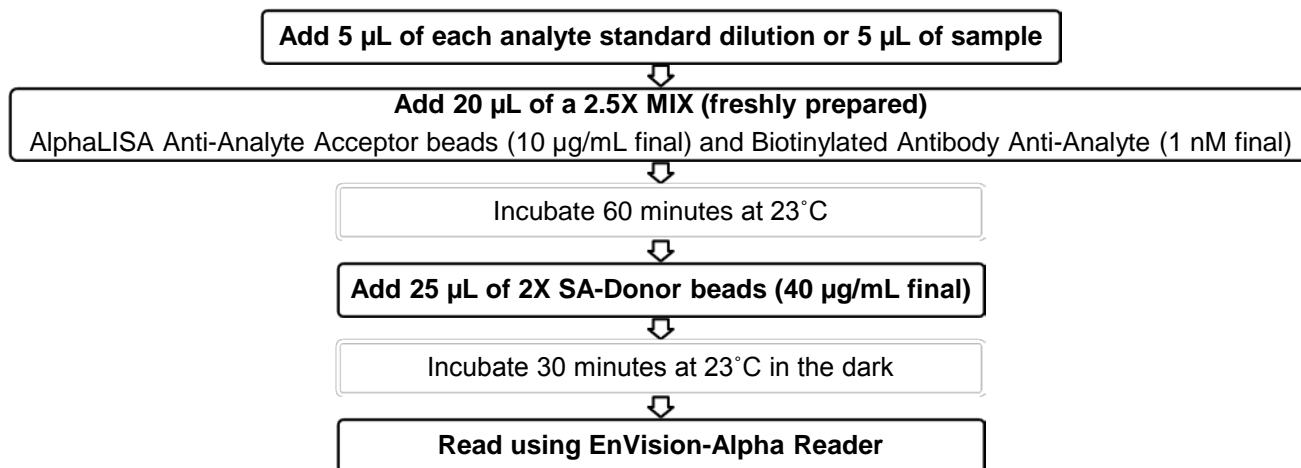 Add 5 µL of each analyte standard dilution or 5 µL of sample
Add 20 µL of a 2.5X MIX (freshly prepared)
AlphaLISA Anti-Analyte Acceptor beads (10 µg/mL final) and Biotinylated Antibody Anti-Analyte (1 nM final)
Incubate 60 minutes at 23˚C
Add 25 µL of 2X SA-Donor beads (40 µg/mL final)
Incubate 30 minutes at 23˚C in the dark
Read using EnVision-Alpha Reader